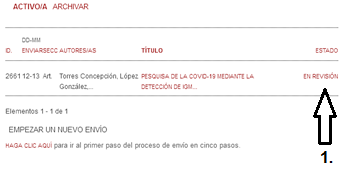 ACTIVO/A ARCHIVAR
DD-MM
ID. ENVIAR SECC AUTORES/AS TÍTULO ESTADO
2661 12-13 Art. Torres Concepción, López PESQUISA DE LA COVID-19 MEDIANTE LA EN REVISIÓN
González,... DETECCIÓN DE IGM...
Elementos 1 - 1 de 1
EMPEZAR UN NUEVO ENVÍO
HAGA CLIC AQUÍ para ir al primer paso del proceso de envío en cinco pasos.
1.